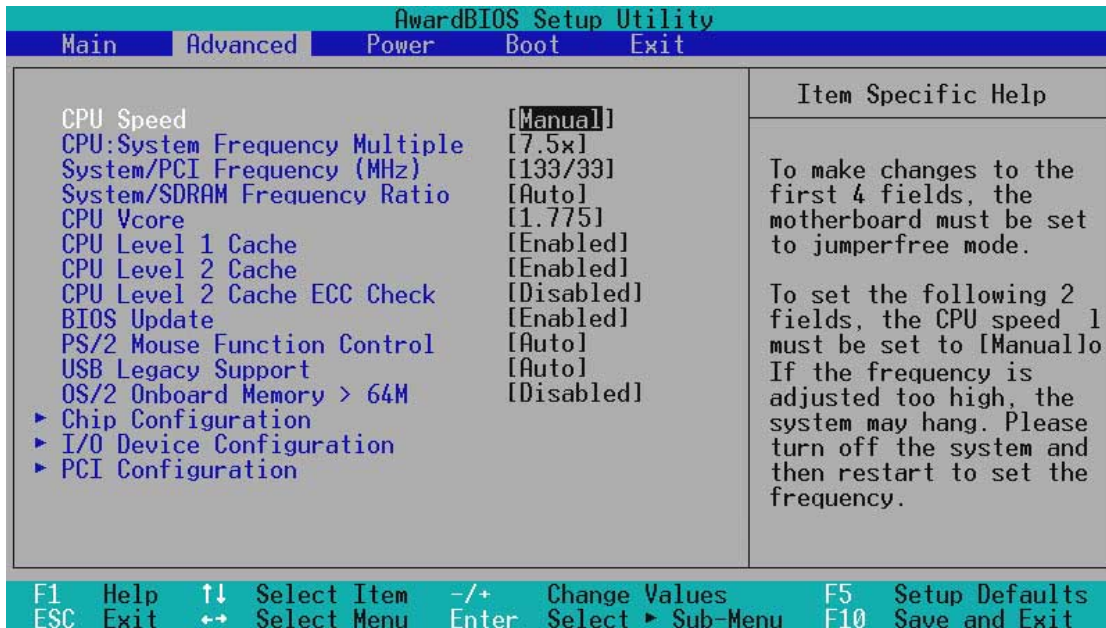 AwardBIOS Setup Utility
Main Advanced Power Boot Exit
CPU Speed [Manual]
CPU:System Frequency Multiple [7.5x]
System/PCI Frequency (MHz) [133/33]
System/SDRAM Frequency Ratio [Auto]
CPU Vcore [1.775]
CPU Level 1 Cache [Enabled]
CPU Level 2 Cache [Enabled]
CPU Level 2 Cache ECC Check [Disabled]
BIOS Update [Enabled]
PS/2 Mouse Function Control [Auto]
USB Legacy Support [Auto]
OS/2 Onboard Memory > 64M [Disabled]
► Chip Configuration
► I/O Device Configuration
► PCI Configuration
Item Specific Help
To make changes to the
first 4 fields, the
motherboard must be set
to jumperfree mode.
To set the following 2
fields, the CPU speed l
must be set to [Manual]o
If the frequency is
adjusted too high, the
system may hang. Please
turn off the system and
then restart to set the
frequency.
F1 Help ↑↓ Select Item -/+ Change Values F5 Setup Defaults
ESC Exit ←→ Select Menu Enter Select ► Sub-Menu F10 Save and Exit